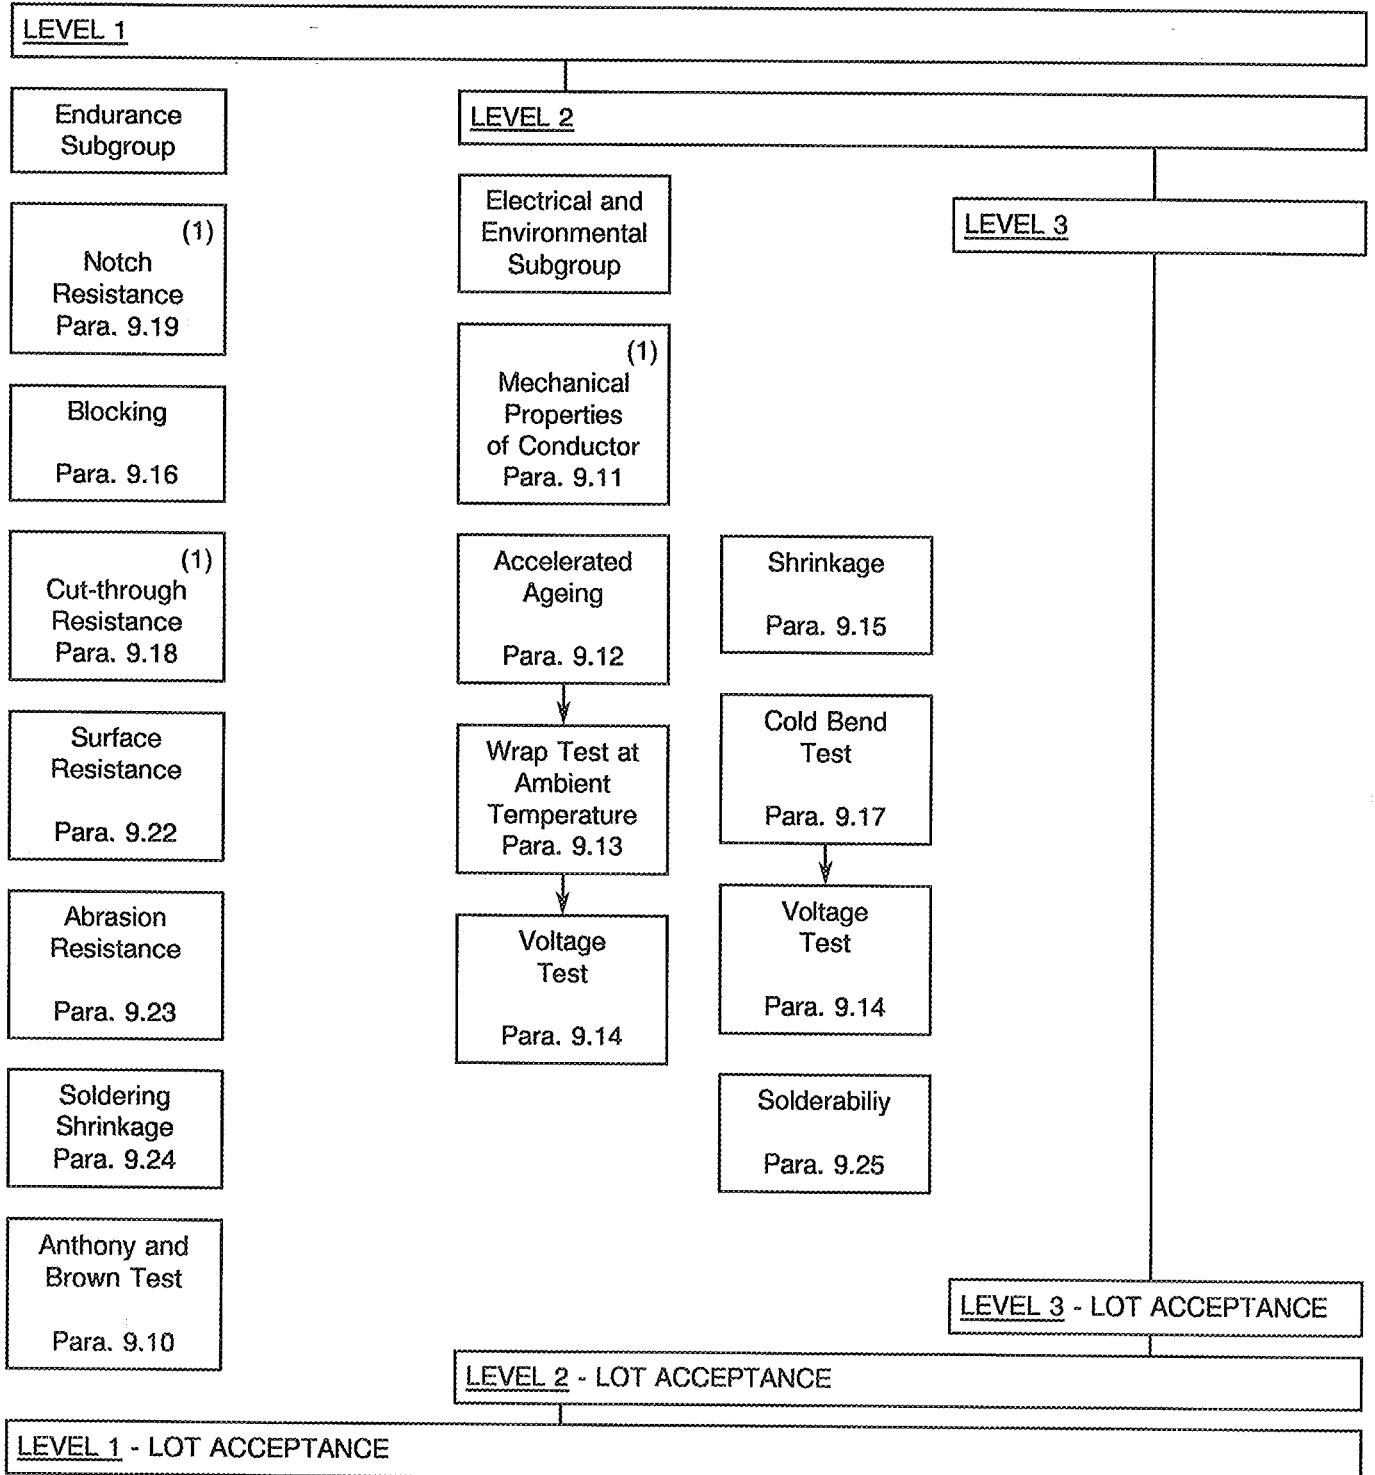 LEVEL 1
Endurance
Subgroup
LEVEL 2
Electrical and
Environmental
Subgroup
LEVEL 3
(1)
Notch
Resistance
Para. 9.19
(1)
Mechanical
Properties
of Conductor
Para. 9.11
Blocking
Para. 9.16
(1)
Cut-through
Resistance
Para. 9.18
Accelerated
Ageing
Para. 9.12
Shrinkage
Para. 9.15
Surface
Resistance
Para. 9.22
Wrap Test at
Ambient
Temperature
Para. 9.13
Cold Bend
Test
Para. 9.17
Abrasion
Resistance
Para. 9.23
Voltage
Test
Para. 9.14
Voltage
Test
Para. 9.14
Soldering
Shrinkage
Para. 9.24
Solderabiliy
Para. 9.25
Anthony and
Brown Test
Para. 9.10
LEVEL 3 - LOT ACCEPTANCE
LEVEL 2 - LOT ACCEPTANCE
LEVEL 1 - LOT ACCEPTANCE